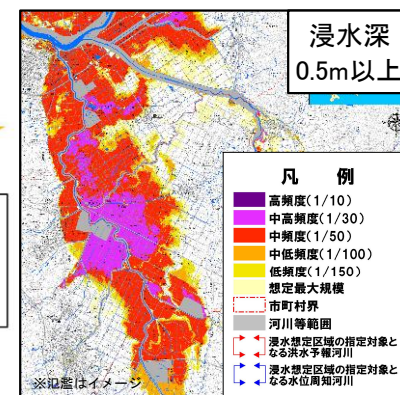 浸水深
0.5m以上
凡 例
高頻度(1/10)
中高頻度(1/30)
中頻度(1/50)
中低頻度(1/100)
低頻度(1/150)
想定最大規模
市町村界
河川等範囲
浸水想定区域の指定対象と
なる洪水予報河川
浸水想定区域の指定対象と
なる水位周知河川
※氾濫はイメージ